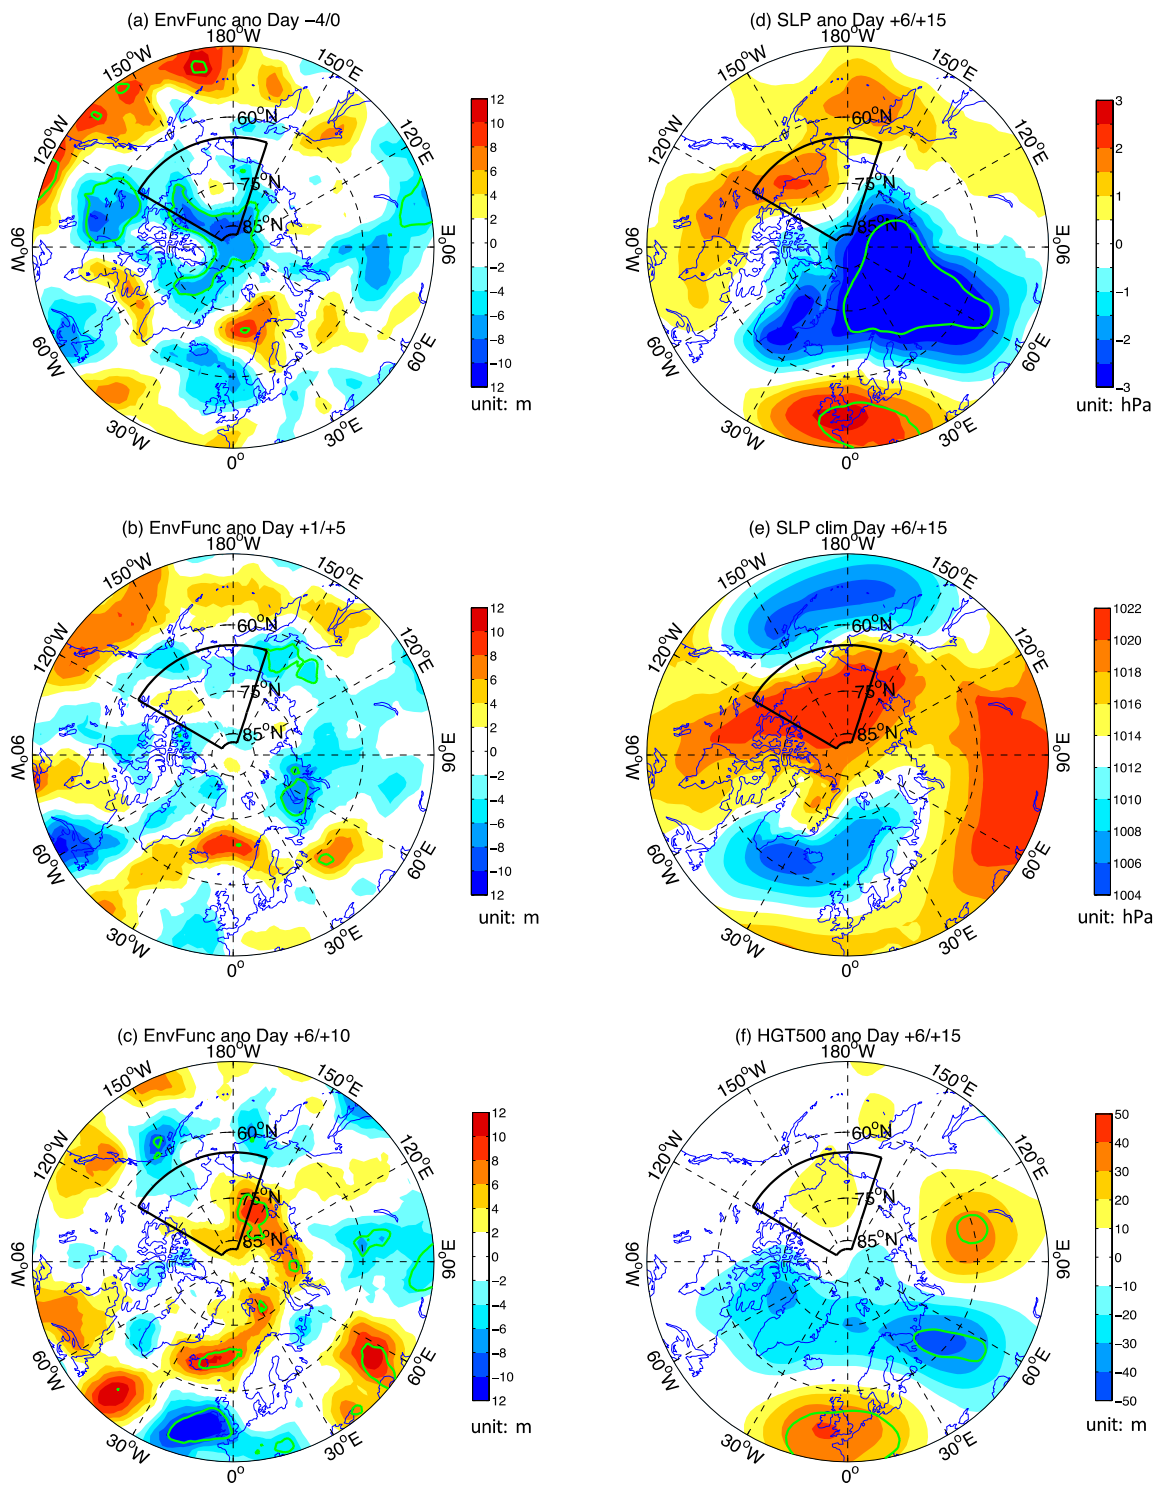 (a) EnvFunc ano Day −4/0
180°W
150°W
150°E
120°W
120°E
60°N
75°N
85°N
90°W
90°E
60°W
60°E
30°W
30°E
0°
12
10
8
6
4
2
0
−2
−4
−6
−8
−10
12
unit: m
(d) SLP ano Day +6/+15
180°W
150°W
150°E
120°W
120°E
60°N
75°N
85°N
90°W
90°E
60°W
60°E
30°W
30°E
0°
3
2
1
0
−1
−2
−3
unit: hPa
(b) EnvFunc ano Day +1/+5
180°W
150°W
150°E
120°W
120°E
60°N
75°N
85°N
90°W
90°E
60°W
60°E
30°W
30°E
0°
12
10
8
6
4
2
0
−2
−4
−6
−8
−10
12
unit: m
(e) SLP clim Day +6/+15
180°W
150°W
150°E
120°W
120°E
60°N
75°N
85°N
90°W
90°E
60°W
60°E
30°W
30°E
0°
1022
1020
1018
1016
1014
1012
1010
1008
1006
1004
unit: hPa
(c) EnvFunc ano Day +6/+10
180°W
150°W
150°E
120°W
120°E
60°N
75°N
85°N
90°W
90°E
60°W
60°E
30°W
30°E
0°
12
10
8
6
4
2
0
−2
−4
−6
−8
−10
12
unit: m
(f) HGT500 ano Day +6/+15
180°W
150°W
150°E
120°W
120°E
60°N
75°N
85°N
90°W
90°E
60°W
60°E
30°W
30°E
0°
50
40
30
20
10
0
−10
−20
−30
−40
−50
unit: m